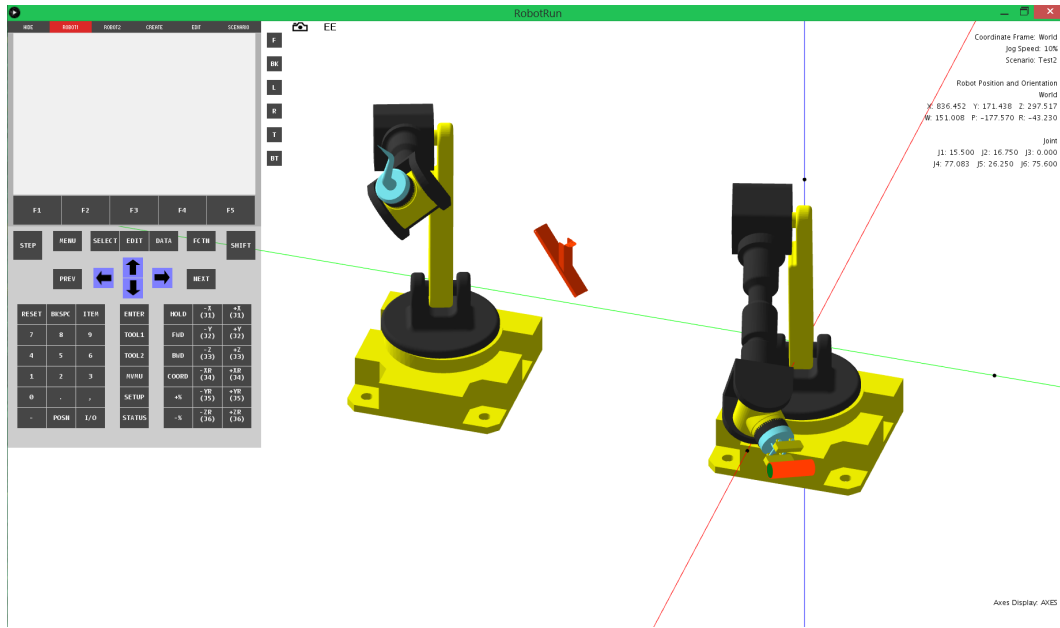 RobotRun
HIDE ROBOT1 ROBOT2 CREATE EDIT SCENARIO
EE
F
BK
L
R
T
BT
Coordinate Frame: World
Jog Speed: 10%
Scenario: Test2
Robot Position and Orientation
World
X: 836.452 Y: 171.438 Z: 297.517
W: 151.008 P: -177.570 R: -43.230
Joint
J1: 15.500 J2: 16.750 J3: 0.000
J4: 77.083 J5: 26.250 J6: 75.600
F1 F2 F3 F4 F5
STEP MENU SELECT EDIT DATA FCTN SHIFT
PREV NEXT
RESET BKSPC ITEM ENTER HOLD -X (J1) +X (J1)
7 8 9 TOOL1 FWD -Y (J2) +Y (J2)
4 5 6 TOOL2 BWD -Z (J3) +Z (J3)
1 2 3 MVMU COORD -XR (J4) +XR (J4)
0 . , SETUP +% -YR (J5) +YR (J5)
- POSN I/O STATUS -% -ZR (J6) +ZR (J6)
Axes Display: AXES